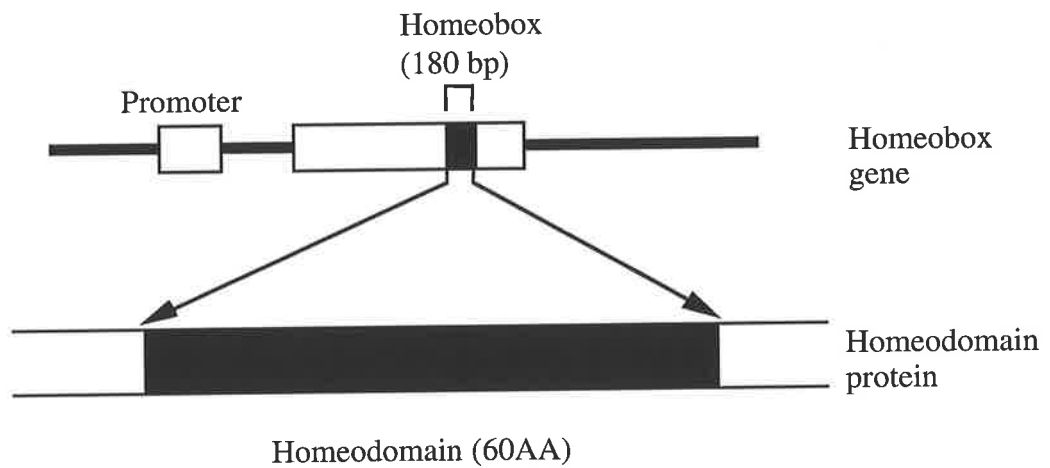 Homeobox
(180 bp)
Promoter
Homeobox
gene
Homeodomain
protein
Homeodomain (60AA)